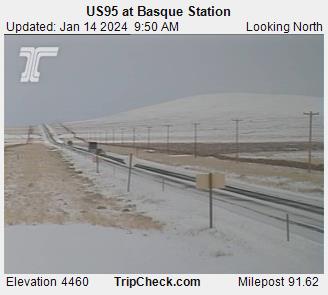 US95 at Basque Station
Updated: Jan 14 2024 9:50 AM Looking North
Elevation 4460 TripCheck.com Milepost 91.62